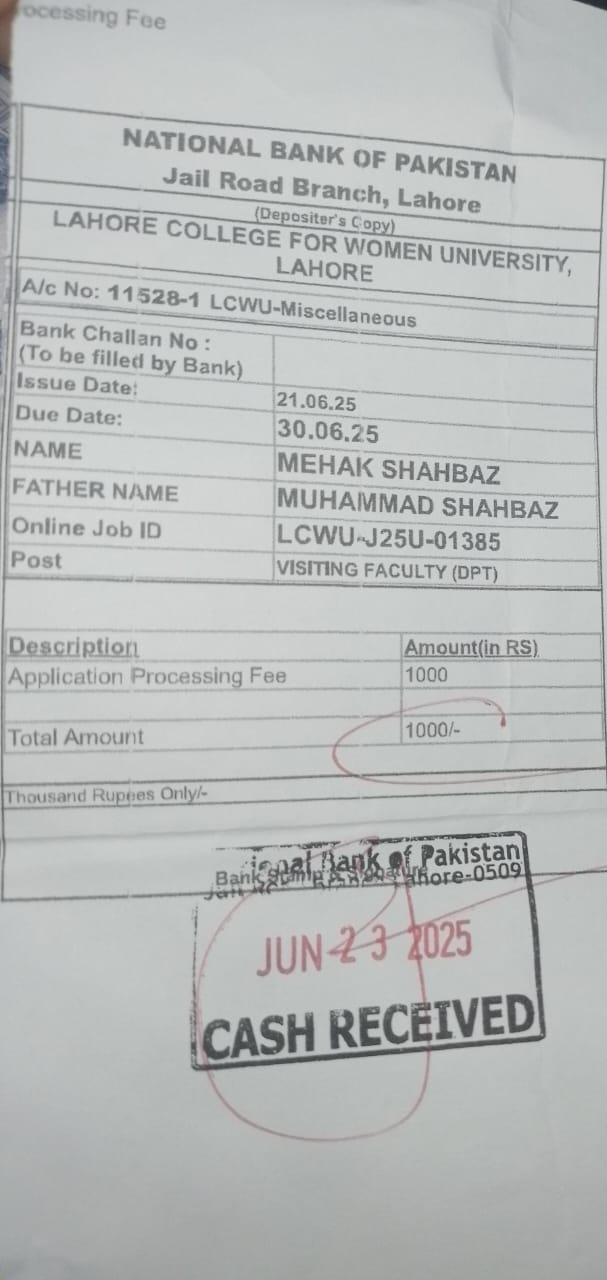 ocessing Fee
NATIONAL BANK OF PAKISTAN
Jail Road Branch, Lahore
(Depositer's Copy)
LAHORE COLLEGE FOR WOMEN UNIVERSITY,
LAHORE
A/c No: 11528-1 LCWU-Miscellaneous
Bank Challan No :
(To be filled by Bank)
Issue Date: 21.06.25
Due Date: 30.06.25
NAME MEHAK SHAHBAZ
FATHER NAME MUHAMMAD SHAHBAZ
Online Job ID LCWU-J25U-01385
Post VISITING FACULTY (DPT)
Description Amount(in RS)
Application Processing Fee 1000
Total Amount 1000/-
Thousand Rupees Only/-
Bank of Pakistan
Bank Stamp & Signature
ahore-0509
JUN 23 2025
CASH RECEIVED